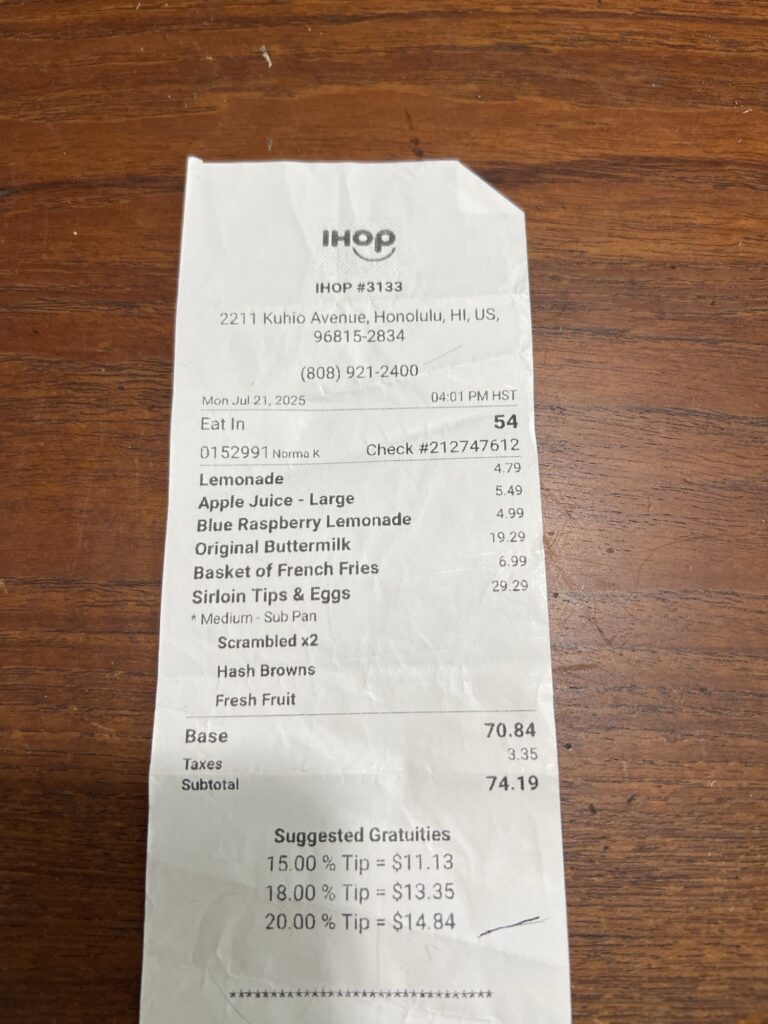 IHOP
IHOP #3133
2211 Kuhio Avenue, Honolulu, HI, US,
96815-2834
(808) 921-2400
Mon Jul 21, 2025 04:01 PM HST
Eat In 54
0152991 Norma K Check #212747612
Lemonade 4.79
Apple Juice - Large 5.49
Blue Raspberry Lemonade 4.99
Original Buttermilk 19.29
Basket of French Fries 6.99
Sirloin Tips & Eggs 29.29
* Medium - Sub Pan
Scrambled x2
Hash Browns
Fresh Fruit
Base 70.84
Taxes 3.35
Subtotal 74.19
Suggested Gratuities
15.00 % Tip = $11.13
18.00 % Tip = $13.35
20.00 % Tip = $14.84
*********************************